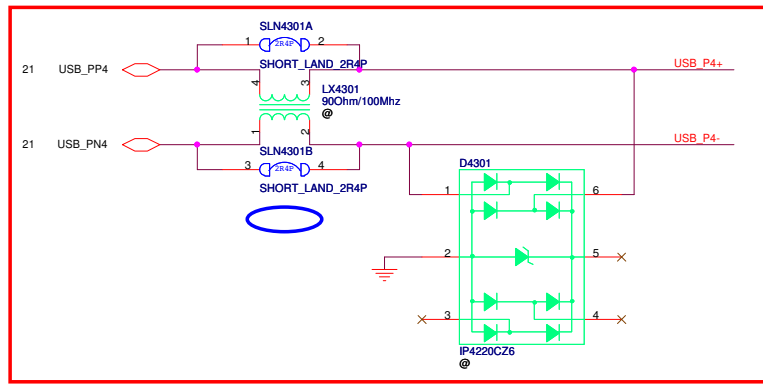 SLN4301A
1 2R4P 2
21 USB_PP4 SHORT_LAND_2R4P USB_P4+
4 3 LX4301
90Ohm/100Mhz
@
1 2
21 USB_PN4 SLN4301B USB_P4-
3 2R4P 4 D4301
SHORT_LAND_2R4P 1 6
2 5
3 4
IP4220CZ6
@